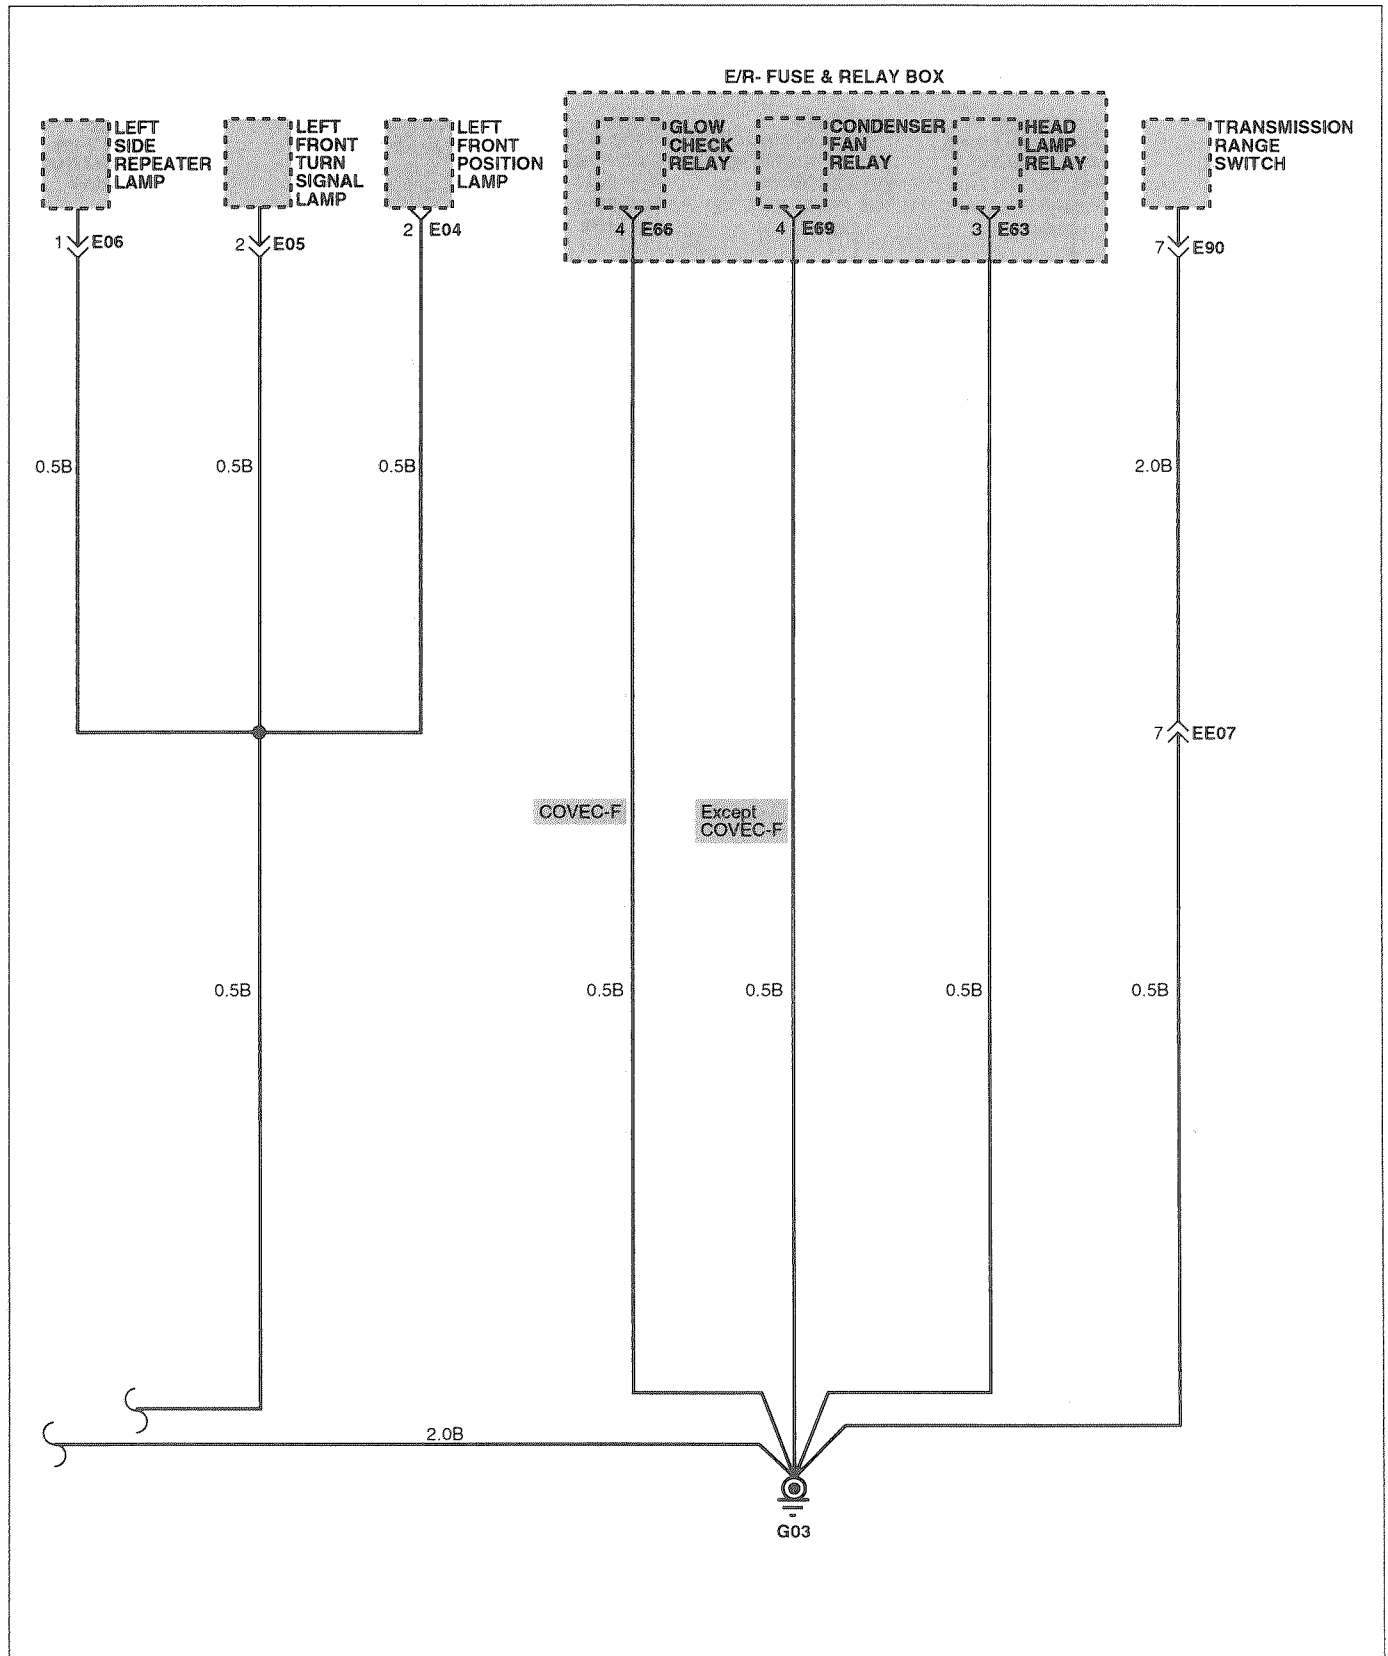 E/R- FUSE & RELAY BOX
LEFT
SIDE
REPEATER
LAMP
LEFT
FRONT
TURN
SIGNAL
LAMP
LEFT
FRONT
POSITION
LAMP
GLOW
CHECK
RELAY
CONDENSER
FAN
RELAY
HEAD
LAMP
RELAY
TRANSMISSION
RANGE
SWITCH
1 E06
2 E05
2 E04
4 E66
4 E69
3 E63
7 E90
0.5B
0.5B
0.5B
2.0B
7 EE07
COVEC-F
Except
COVEC-F
0.5B
0.5B
0.5B
0.5B
0.5B
2.0B
G03